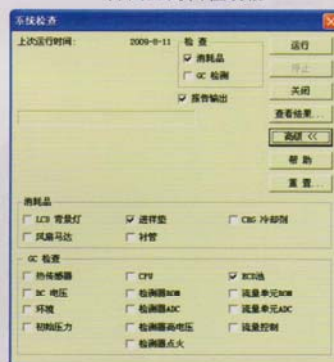 系统检查
上次运行时间: 2009-8-11 检 查 运行
消耗品 停止
GC 检测 关闭
报告输出 查看结果...
高级 <<
帮 助
重 置...
消耗品
LCD 背景灯 进样垫 CRG 冷却剂
风扇马达 衬管
GC 检查
热传感器 CPU ECD池
DC 电压 检测器ROM 流量单元ROM
环境 检测器ADC 流量单元ADC
初始压力 检测器高电压 流量控制
检测器点火